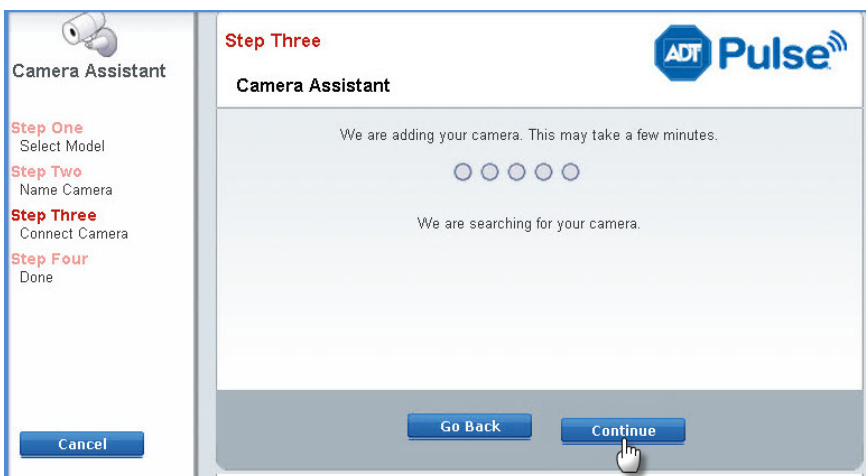 Camera Assistant
Step One
Select Model
Step Two
Name Camera
Step Three
Connect Camera
Step Four
Done
Cancel
Step Three
ADT Pulse
Camera Assistant
We are adding your camera. This may take a few minutes.
We are searching for your camera.
Go Back
Continue